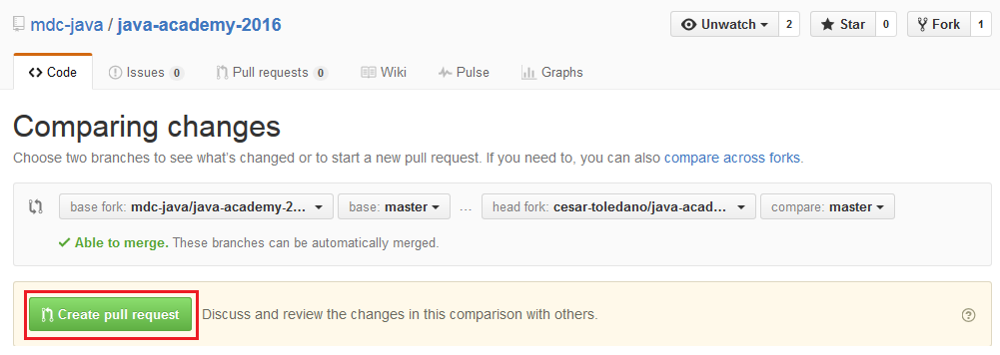 mdc-java / java-academy-2016 Unwatch 2 Star 0 Fork 1
Code Issues 0 Pull requests 0 Wiki Pulse Graphs
Comparing changes
Choose two branches to see what's changed or to start a new pull request. If you need to, you can also compare across forks.
base fork: mdc-java/java-academy-2... base: master ... head fork: cesar-toledano/java-acad... compare: master
Able to merge. These branches can be automatically merged.
Create pull request Discuss and review the changes in this comparison with others. ?